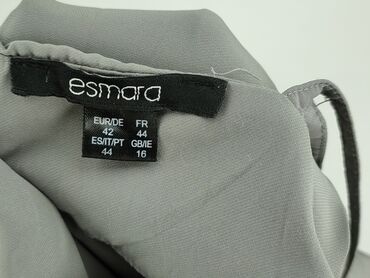 esmara
EUR/DE FR
42 44
ES/IT/PT GB/IE
44 16